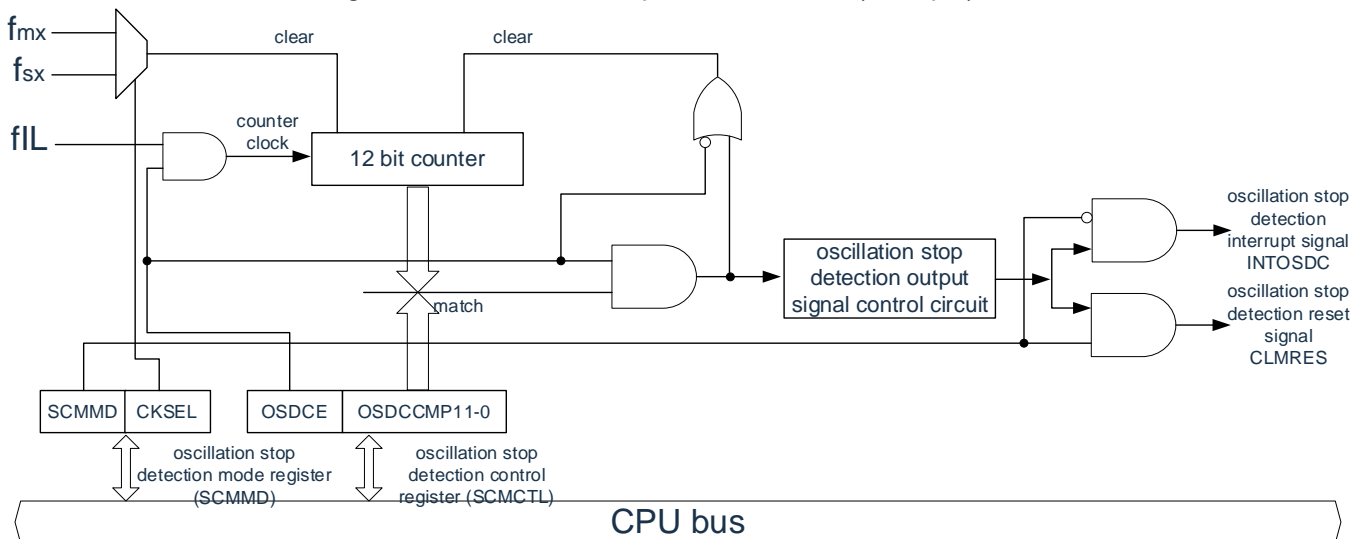 fmx
clear
clear
fsx
counter
clock
fIL
12 bit counter
oscillation stop
detection
interrupt signal
INTOSDC
oscillation stop
detection output
signal control circuit
oscillation stop
detection reset
signal
CLMRES
match
SCMMD
CKSEL
OSDCE
OSDCCMP11-0
oscillation stop
detection mode register
(SCMMD)
oscillation stop
detection control
register (SCMCTL)
CPU bus